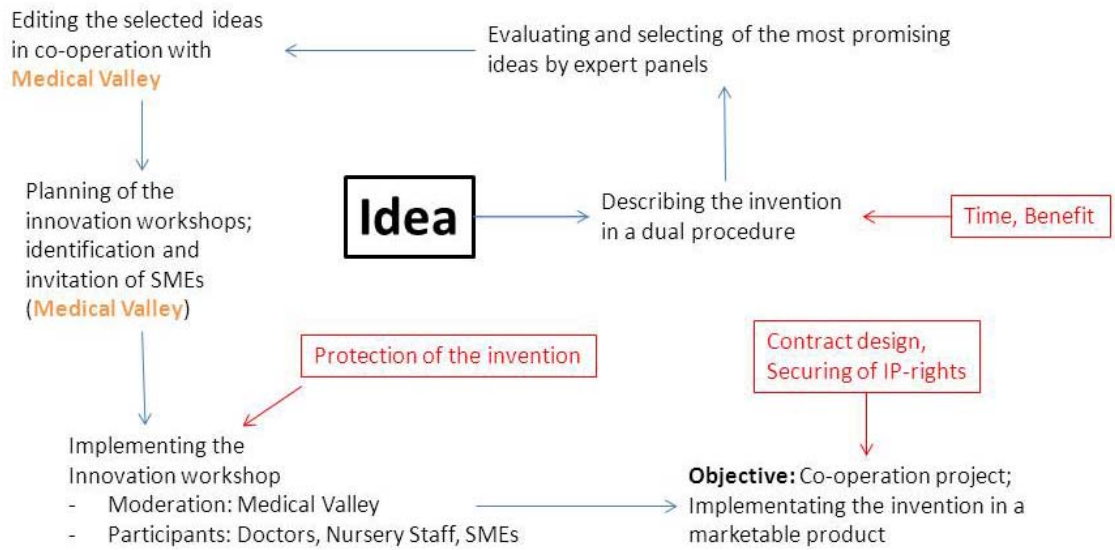 Editing the selected ideas
in co-operation with
Medical Valley
Evaluating and selecting of the most promising
ideas by expert panels
Planning of the
innovation workshops;
identification and
invitation of SMEs
(Medical Valley)
Idea
Describing the invention
in a dual procedure
Time, Benefit
Protection of the invention
Contract design,
Securing of IP-rights
Implementing the
Innovation workshop
- Moderation: Medical Valley
- Participants: Doctors, Nursery Staff, SMEs
Objective: Co-operation project;
Implementating the invention in a
marketable product